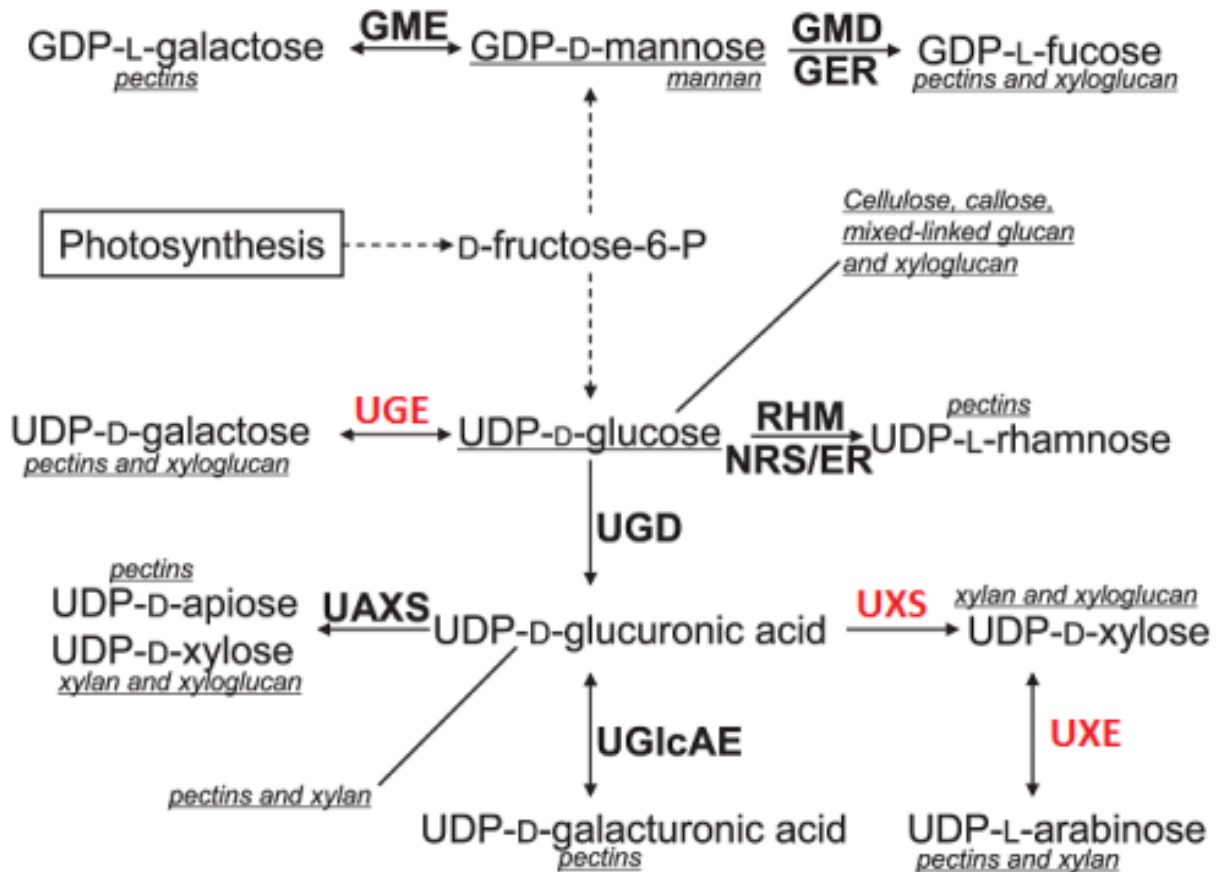 GDP-L-galactose
pectins
GME
GDP-D-mannose
mannan
GMD
GER
GDP-L-fucose
pectins and xyloglucan
Photosynthesis
D-fructose-6-P
Cellulose, callose,
mixed-linked glucan
and xyloglucan
UDP-D-galactose
pectins and xyloglucan
UGE
UDP-D-glucose
RHM
NRS/ER
pectins
UDP-L-rhamnose
UGD
pectins
UDP-D-apiose
UDP-D-xylose
xylan and xyloglucan
UAXS
UDP-D-glucuronic acid
UXS
xylan and xyloglucan
UDP-D-xylose
UGlcAE
UXE
pectins and xylan
UDP-D-galacturonic acid
pectins
UDP-L-arabinose
pectins and xylan